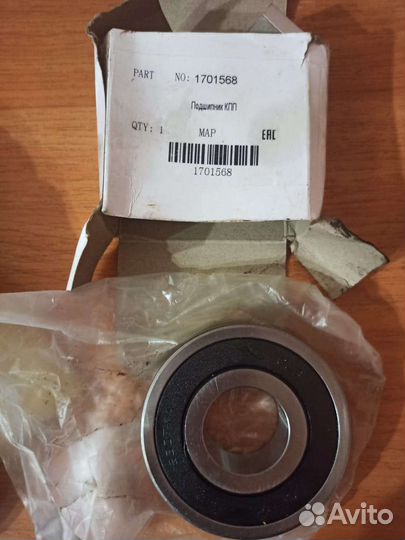 PART NO: 1701568
Подшипник КПП
QTY: 1 MAP EAC
1701568
Avito